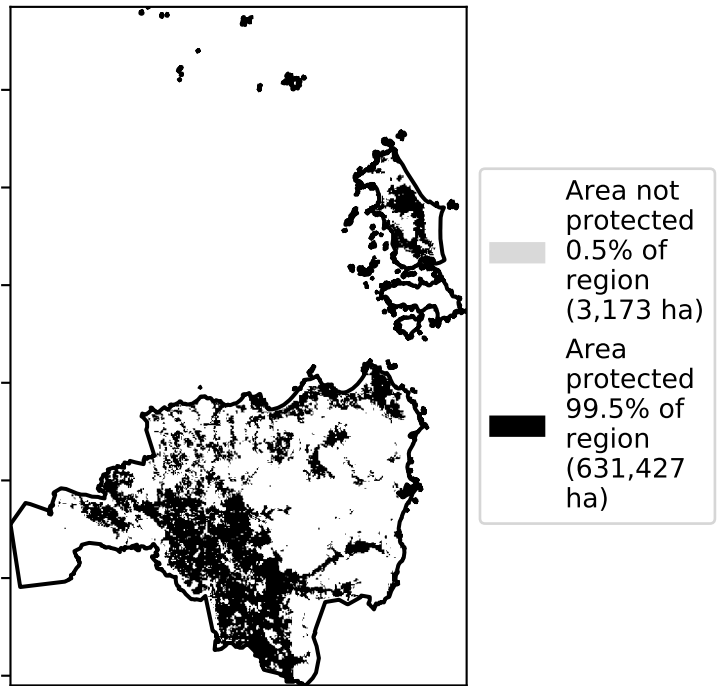 Area not
protected
0.5% of
region
(3,173 ha)
Area
protected
99.5% of
region
(631,427
ha)